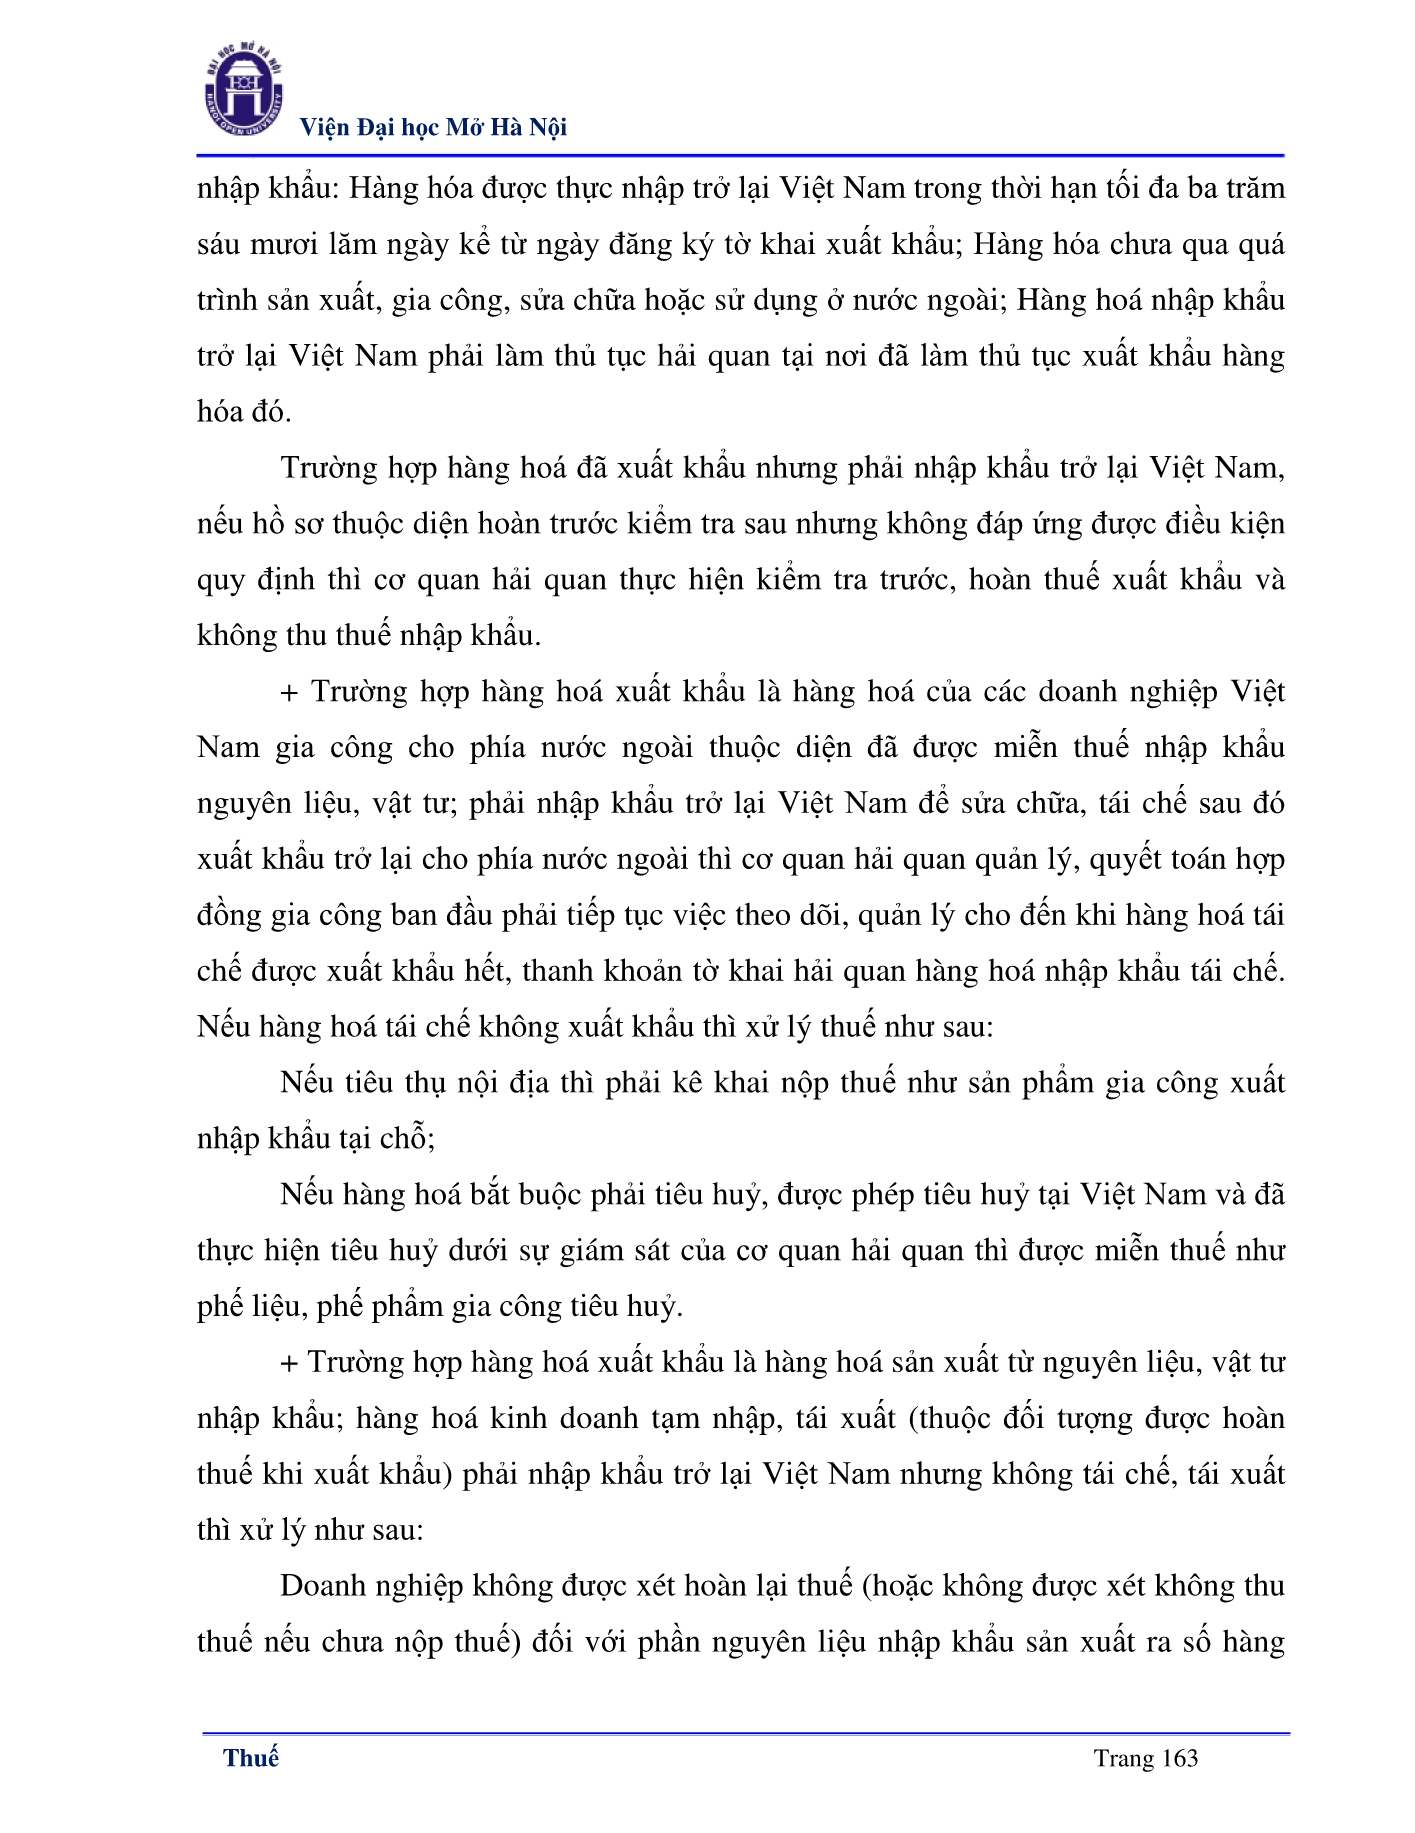 ĐẠI HỌC MỞ HÀ NỘI
HANOI OPEN UNIVERSITY
Viện Đại học Mở Hà Nội
nhập khẩu: Hàng hóa được thực nhập trở lại Việt Nam trong thời hạn tối đa ba trăm
sáu mươi lăm ngày kể từ ngày đăng ký tờ khai xuất khẩu; Hàng hóa chưa qua quá
trình sản xuất, gia công, sửa chữa hoặc sử dụng ở nước ngoài; Hàng hoá nhập khẩu
trở lại Việt Nam phải làm thủ tục hải quan tại nơi đã làm thủ tục xuất khẩu hàng
hóa đó.
Trường hợp hàng hoá đã xuất khẩu nhưng phải nhập khẩu trở lại Việt Nam,
nếu hồ sơ thuộc diện hoàn trước kiểm tra sau nhưng không đáp ứng được điều kiện
quy định thì cơ quan hải quan thực hiện kiểm tra trước, hoàn thuế xuất khẩu và
không thu thuế nhập khẩu.
+ Trường hợp hàng hoá xuất khẩu là hàng hoá của các doanh nghiệp Việt
Nam gia công cho phía nước ngoài thuộc diện đã được miễn thuế nhập khẩu
nguyên liệu, vật tư; phải nhập khẩu trở lại Việt Nam để sửa chữa, tái chế sau đó
xuất khẩu trở lại cho phía nước ngoài thì cơ quan hải quan quản lý, quyết toán hợp
đồng gia công ban đầu phải tiếp tục việc theo dõi, quản lý cho đến khi hàng hoá tái
chế được xuất khẩu hết, thanh khoản tờ khai hải quan hàng hoá nhập khẩu tái chế.
Nếu hàng hoá tái chế không xuất khẩu thì xử lý thuế như sau:
Nếu tiêu thụ nội địa thì phải kê khai nộp thuế như sản phẩm gia công xuất
nhập khẩu tại chỗ;
Nếu hàng hoá bắt buộc phải tiêu huỷ, được phép tiêu huỷ tại Việt Nam và đã
thực hiện tiêu huỷ dưới sự giám sát của cơ quan hải quan thì được miễn thuế như
phế liệu, phế phẩm gia công tiêu huỷ.
+ Trường hợp hàng hoá xuất khẩu là hàng hoá sản xuất từ nguyên liệu, vật tư
nhập khẩu; hàng hoá kinh doanh tạm nhập, tái xuất (thuộc đối tượng được hoàn
thuế khi xuất khẩu) phải nhập khẩu trở lại Việt Nam nhưng không tái chế, tái xuất
thì xử lý như sau:
Doanh nghiệp không được xét hoàn lại thuế (hoặc không được xét không thu
thuế nếu chưa nộp thuế) đối với phần nguyên liệu nhập khẩu sản xuất ra số hàng
Thuế
Trang 163